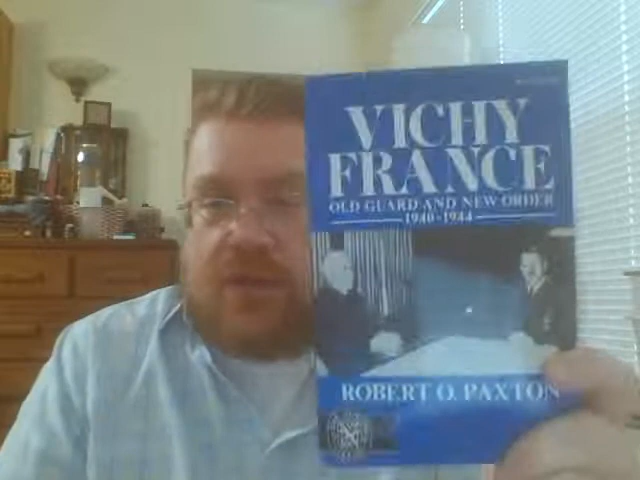 VICHY
FRANCE
OLD GUARD AND NEW ORDER
1940-1944
ROBERT O. PAXTON